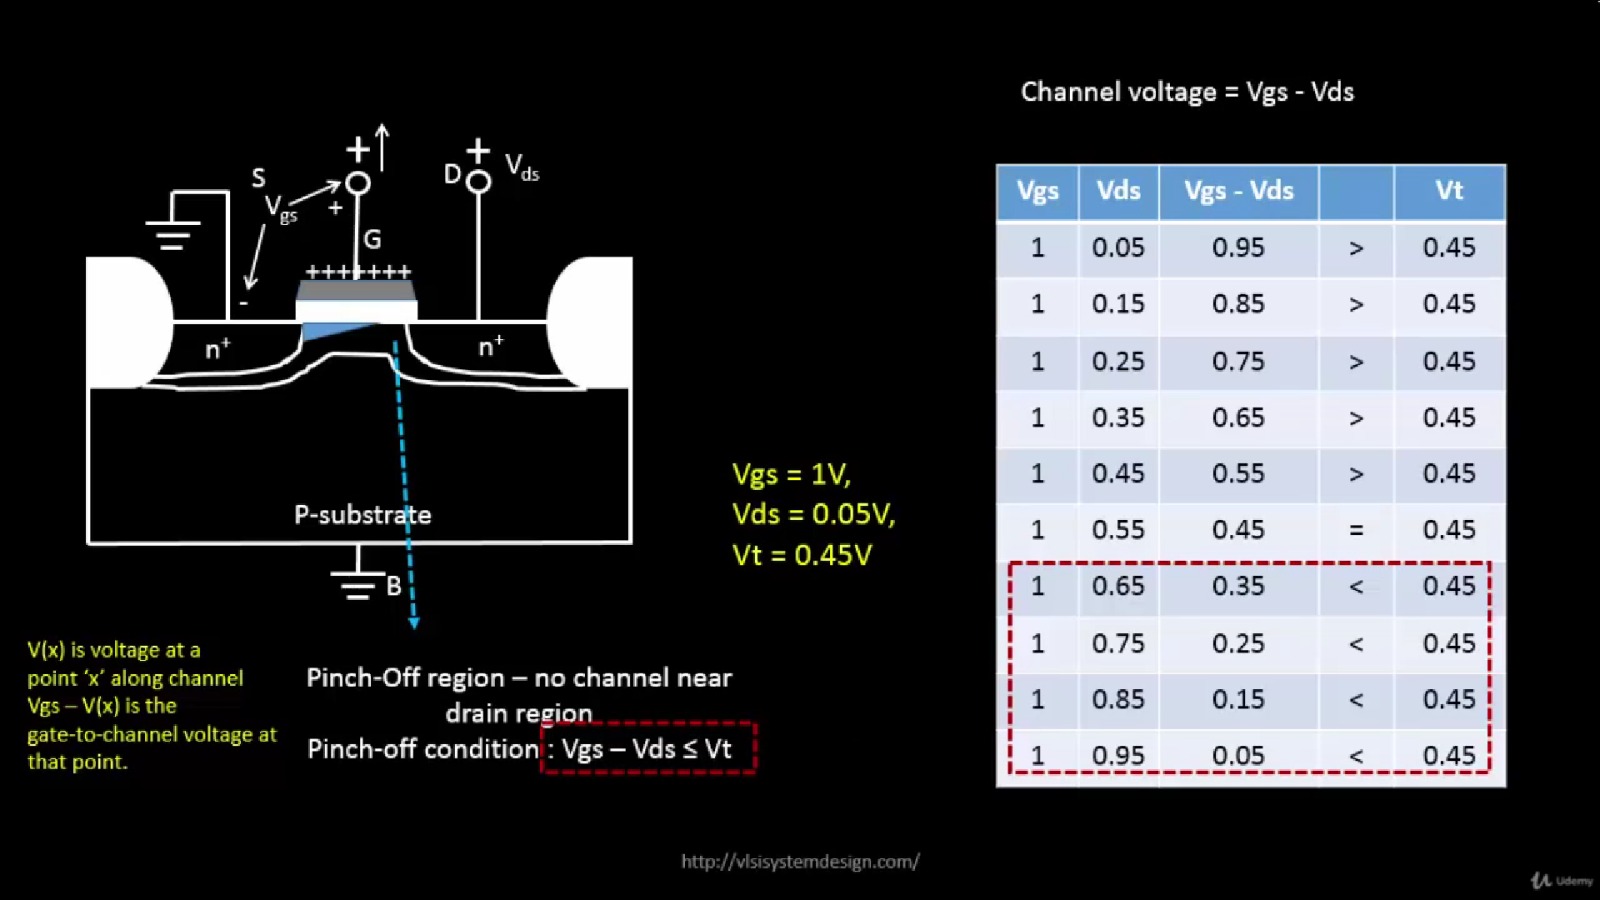 Channel voltage = Vgs - Vds
+ +
S D Vds
Vgs +
G
+++++++
-
n+ n+
P-substrate
B
Vgs = 1V,
Vds = 0.05V,
Vt = 0.45V
V(x) is voltage at a
point ‘x’ along channel
Vgs – V(x) is the
gate-to-channel voltage at
that point.
Pinch-Off region – no channel near
drain region
Pinch-off condition : Vgs – Vds ≤ Vt
Vgs Vds Vgs - Vds Vt
1 0.05 0.95 > 0.45
1 0.15 0.85 > 0.45
1 0.25 0.75 > 0.45
1 0.35 0.65 > 0.45
1 0.45 0.55 > 0.45
1 0.55 0.45 = 0.45
1 0.65 0.35 < 0.45
1 0.75 0.25 < 0.45
1 0.85 0.15 < 0.45
1 0.95 0.05 < 0.45
http://vlsisystemdesign.com/
Udemy